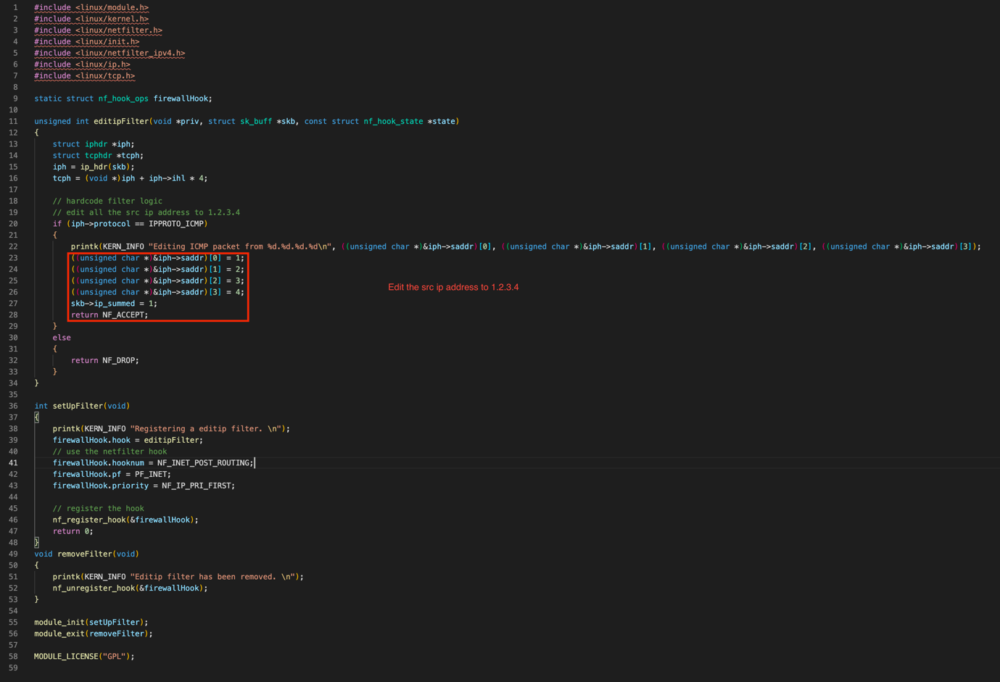 1 #include <linux/module.h>
2 #include <linux/kernel.h>
3 #include <linux/netfilter.h>
4 #include <linux/init.h>
5 #include <linux/netfilter_ipv4.h>
6 #include <linux/ip.h>
7 #include <linux/tcp.h>
8
9 static struct nf_hook_ops firewallHook;
10
11 unsigned int editipFilter(void *priv, struct sk_buff *skb, const struct nf_hook_state *state)
12 {
13     struct iphdr *iph;
14     struct tcphdr *tcph;
15     iph = ip_hdr(skb);
16     tcph = (void *)iph + iph->ihl * 4;
17
18     // hardcode filter logic
19     // edit all the src ip address to 1.2.3.4
20     if (iph->protocol == IPPROTO_ICMP)
21     {
22         printk(KERN_INFO "Editing ICMP packet from %d.%d.%d.%d\n", ((unsigned char *)&iph->saddr)[0], ((unsigned char *)&iph->saddr)[1], ((unsigned char *)&iph->saddr)[2], ((unsigned char *)&iph->saddr)[3]);
23         ((unsigned char *)&iph->saddr)[0] = 1;
24         ((unsigned char *)&iph->saddr)[1] = 2;
25         ((unsigned char *)&iph->saddr)[2] = 3;
Edit the src ip address to 1.2.3.4
26         ((unsigned char *)&iph->saddr)[3] = 4;
27         skb->ip_summed = 1;
28         return NF_ACCEPT;
29     }
30     else
31     {
32         return NF_DROP;
33     }
34 }
35
36 int setUpFilter(void)
37 {
38     printk(KERN_INFO "Registering a editip filter. \n");
39     firewallHook.hook = editipFilter;
40     // use the netfilter hook
41     firewallHook.hooknum = NF_INET_POST_ROUTING;
42     firewallHook.pf = PF_INET;
43     firewallHook.priority = NF_IP_PRI_FIRST;
44
45     // register the hook
46     nf_register_hook(&firewallHook);
47     return 0;
48 }
49 void removeFilter(void)
50 {
51     printk(KERN_INFO "Editip filter has been removed. \n");
52     nf_unregister_hook(&firewallHook);
53 }
54
55 module_init(setUpFilter);
56 module_exit(removeFilter);
57
58 MODULE_LICENSE("GPL");
59